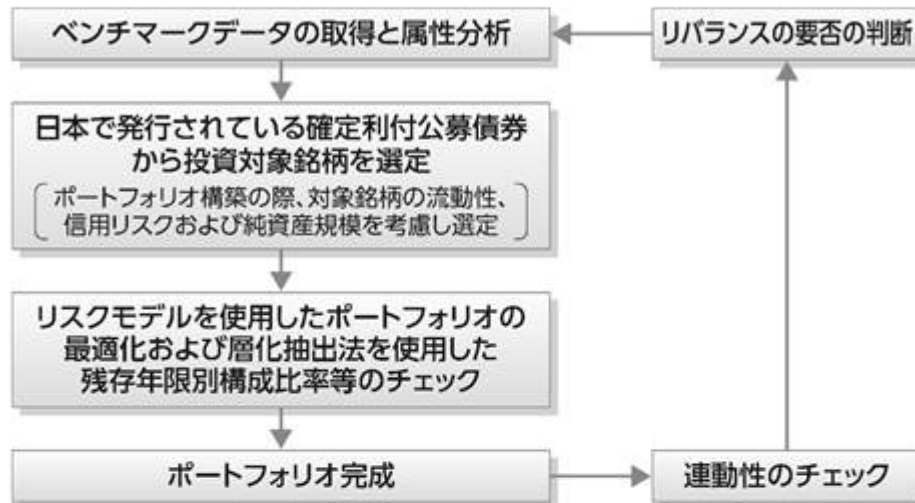 ベンチマークデータの取得と属性分析
リバランスの要否の判断
日本で発行されている確定利付公募債券
から投資対象銘柄を選定
ポートフォリオ構築の際、対象銘柄の流動性、
信用リスクおよび純資産規模を考慮し選定
リスクモデルを使用したポートフォリオの
最適化および層化抽出法を使用した
残存年限別構成比率等のチェック
ポートフォリオ完成
連動性のチェック